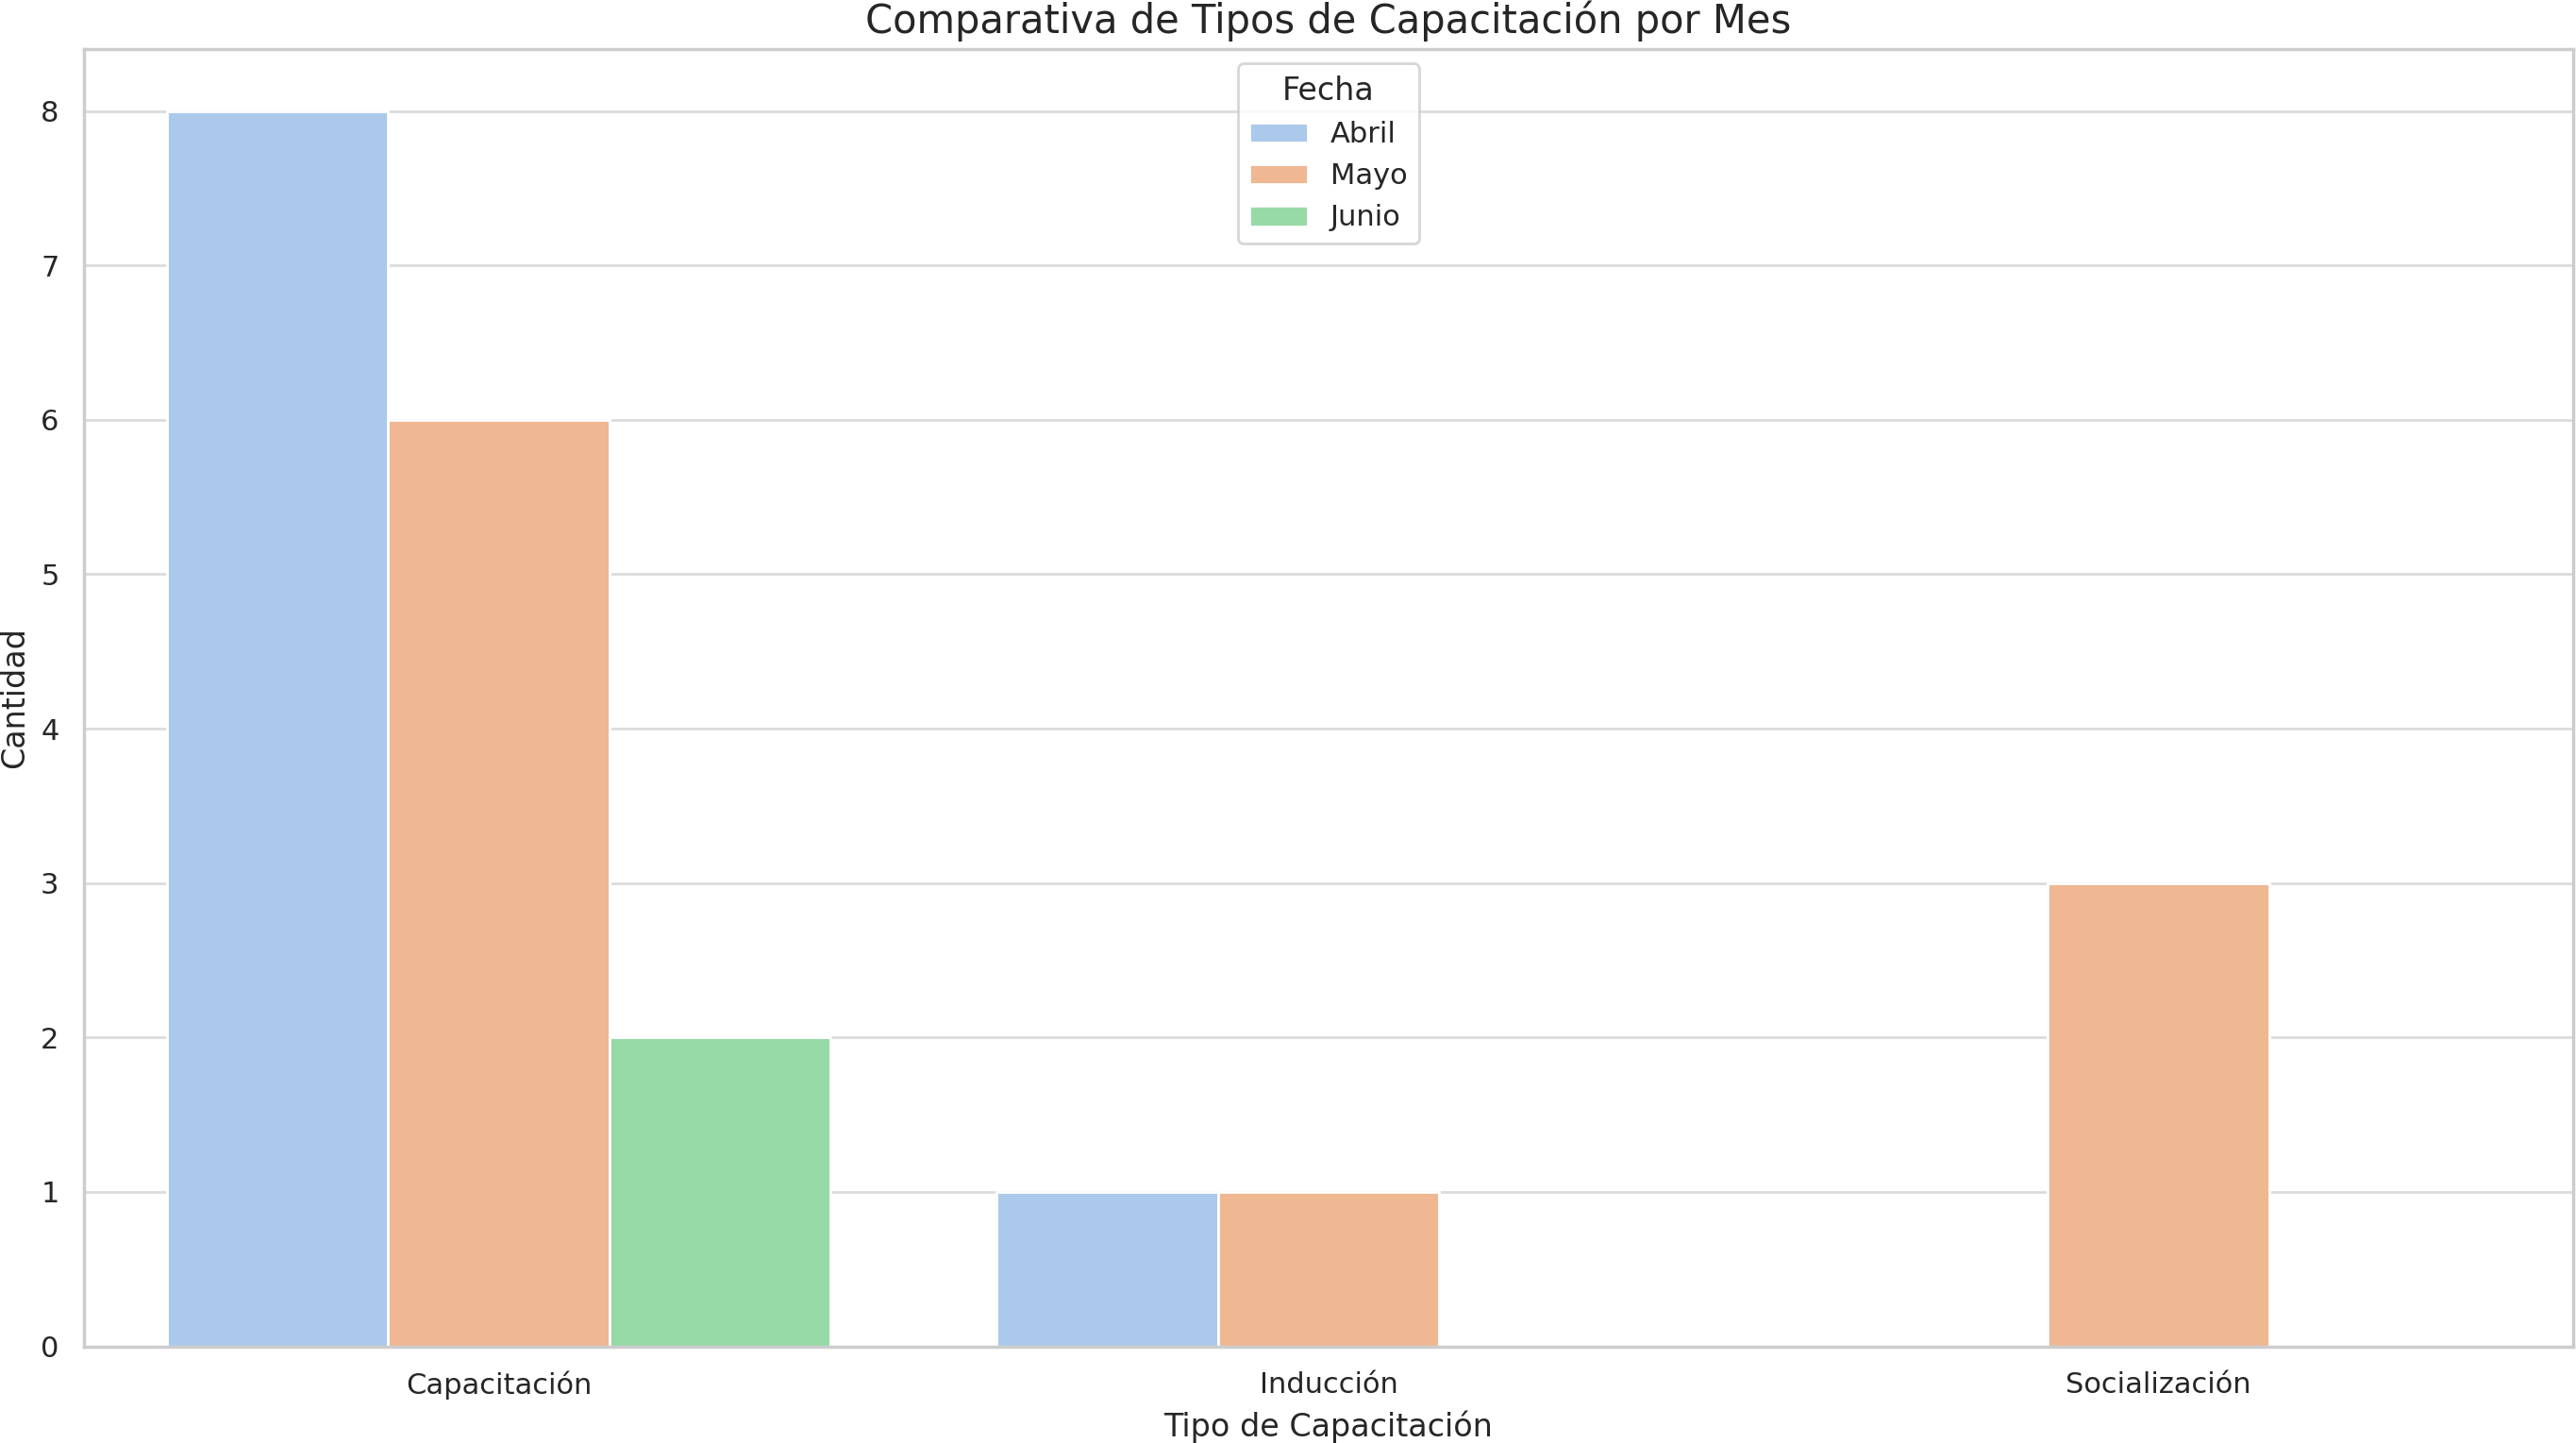 Comparativa de Tipos de Capacitación por Mes
Fecha
Abril
Mayo
Junio
8
7
6
5
4
3
2
1
0
Cantidad
Capacitación
Inducción
Socialización
Tipo de Capacitación